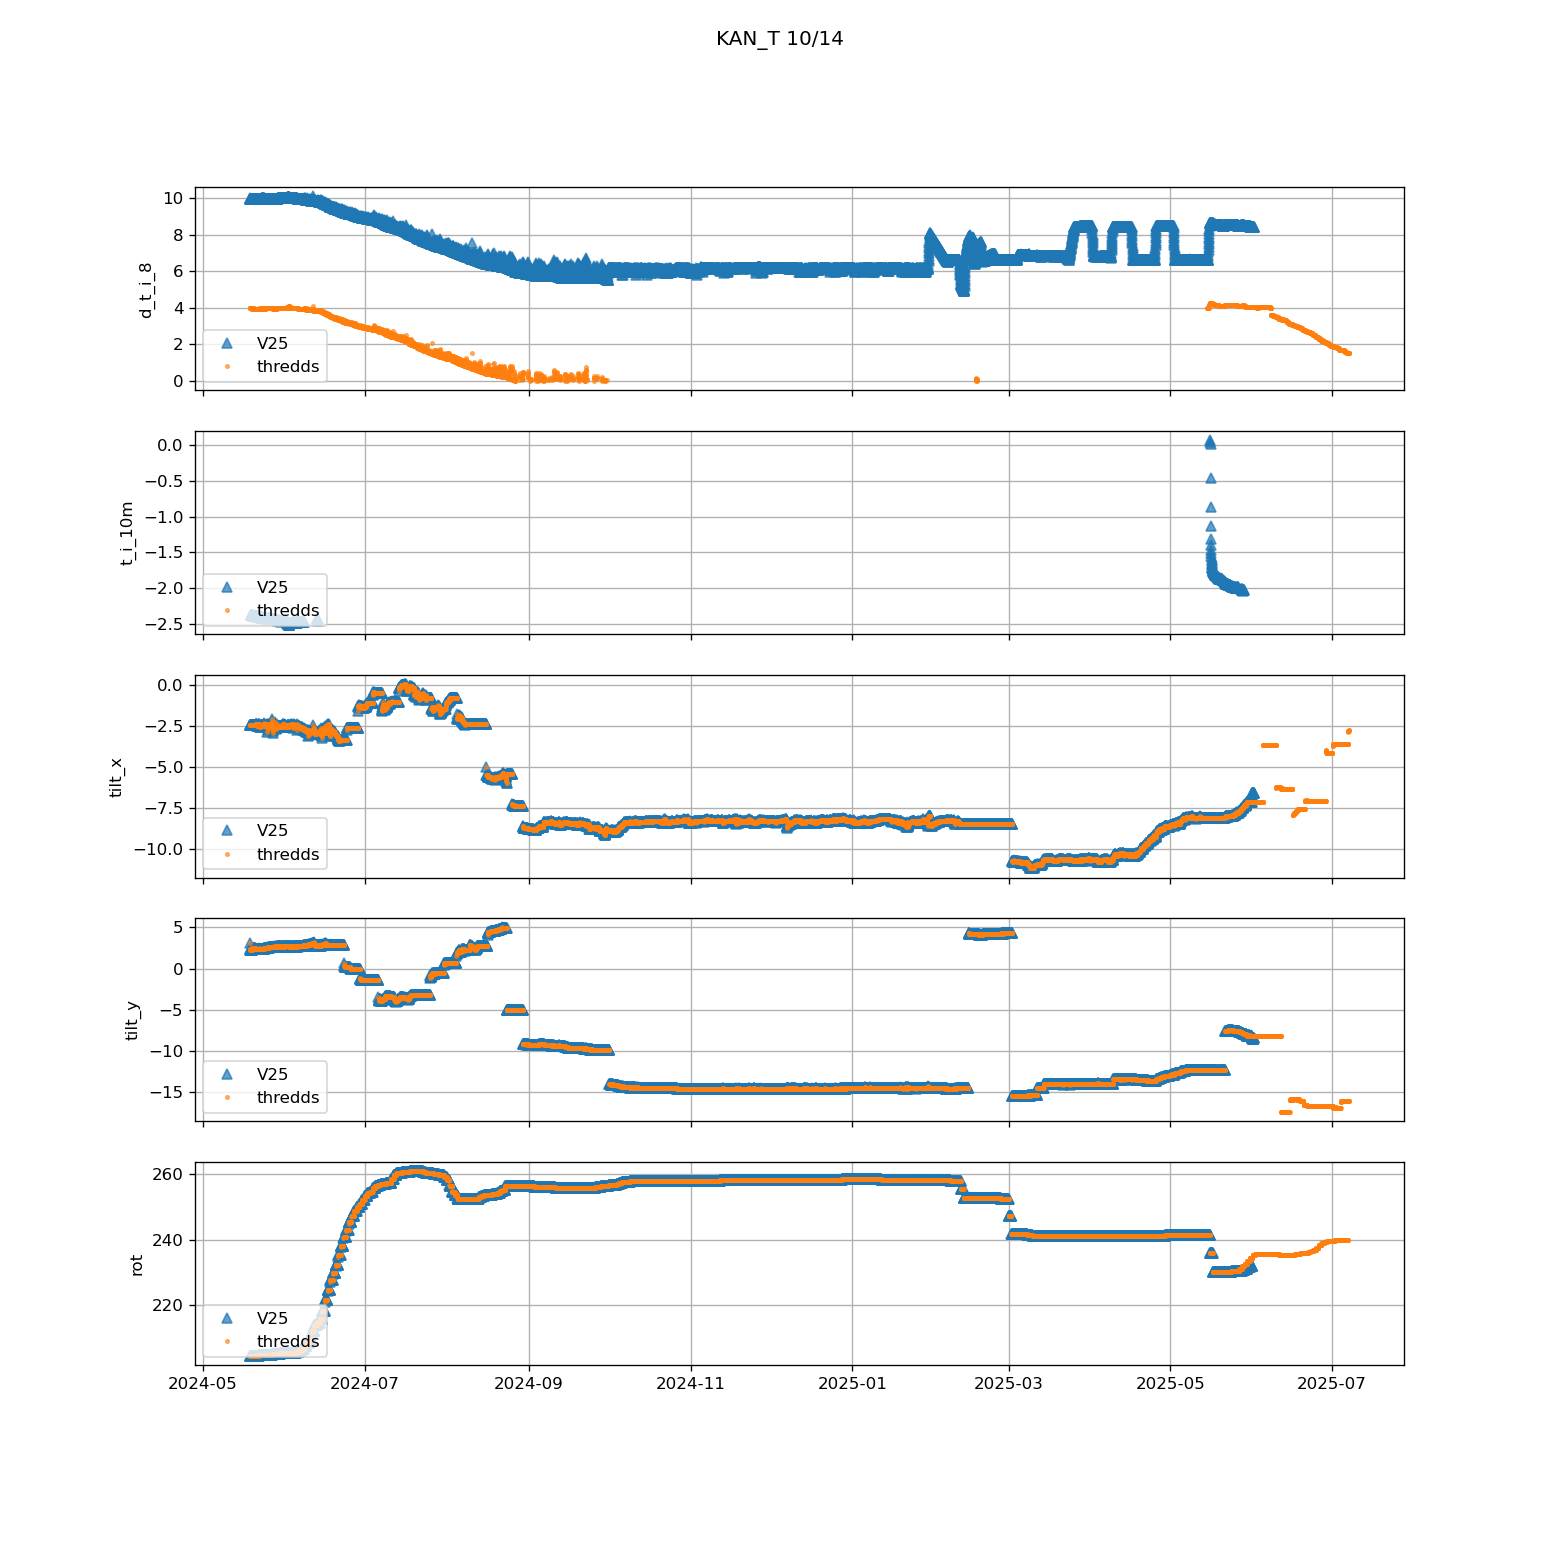 KAN_T 10/14
10
8
6
4
2
0
d_t_i_8
V25
thredds
0.0
−0.5
−1.0
−1.5
−2.0
−2.5
t_i_10m
V25
thredds
0.0
−2.5
−5.0
−7.5
−10.0
tilt_x
V25
thredds
5
0
−5
−10
−15
tilt_y
V25
thredds
260
240
220
rot
V25
thredds
2024-05 2024-07 2024-09 2024-11 2025-01 2025-03 2025-05 2025-07